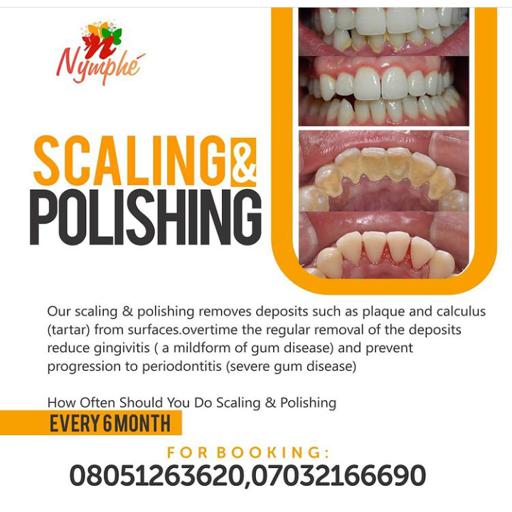 Nymphé
SCALING &
POLISHING
Our scaling & polishing removes deposits such as plaque and calculus
(tartar) from surfaces.overtime the regular removal of the deposits
reduce gingivitis ( a mildform of gum disease) and prevent
progression to periodontitis (severe gum disease)
How Often Should You Do Scaling & Polishing
EVERY 6 MONTH
FOR BOOKING:
08051263620,07032166690